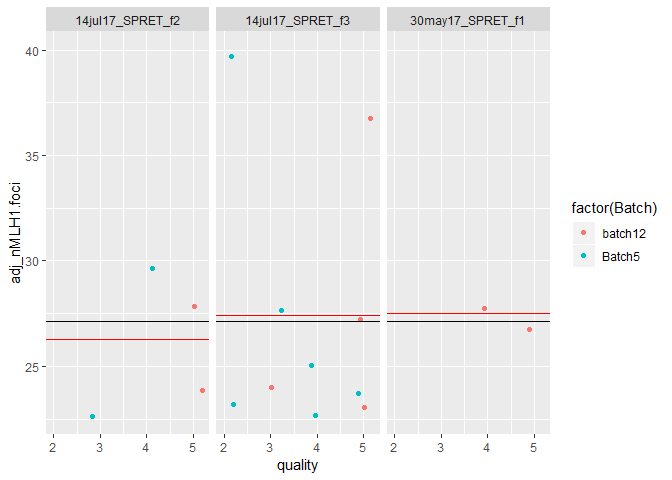 14jul17_SPRET_f2 14jul17_SPRET_f3 30may17_SPRET_f1
40
35
30
25
adj_nMLH1.foci
2 3 4 5 2 3 4 5 2 3 4 5
quality
factor(Batch)
batch12
Batch5